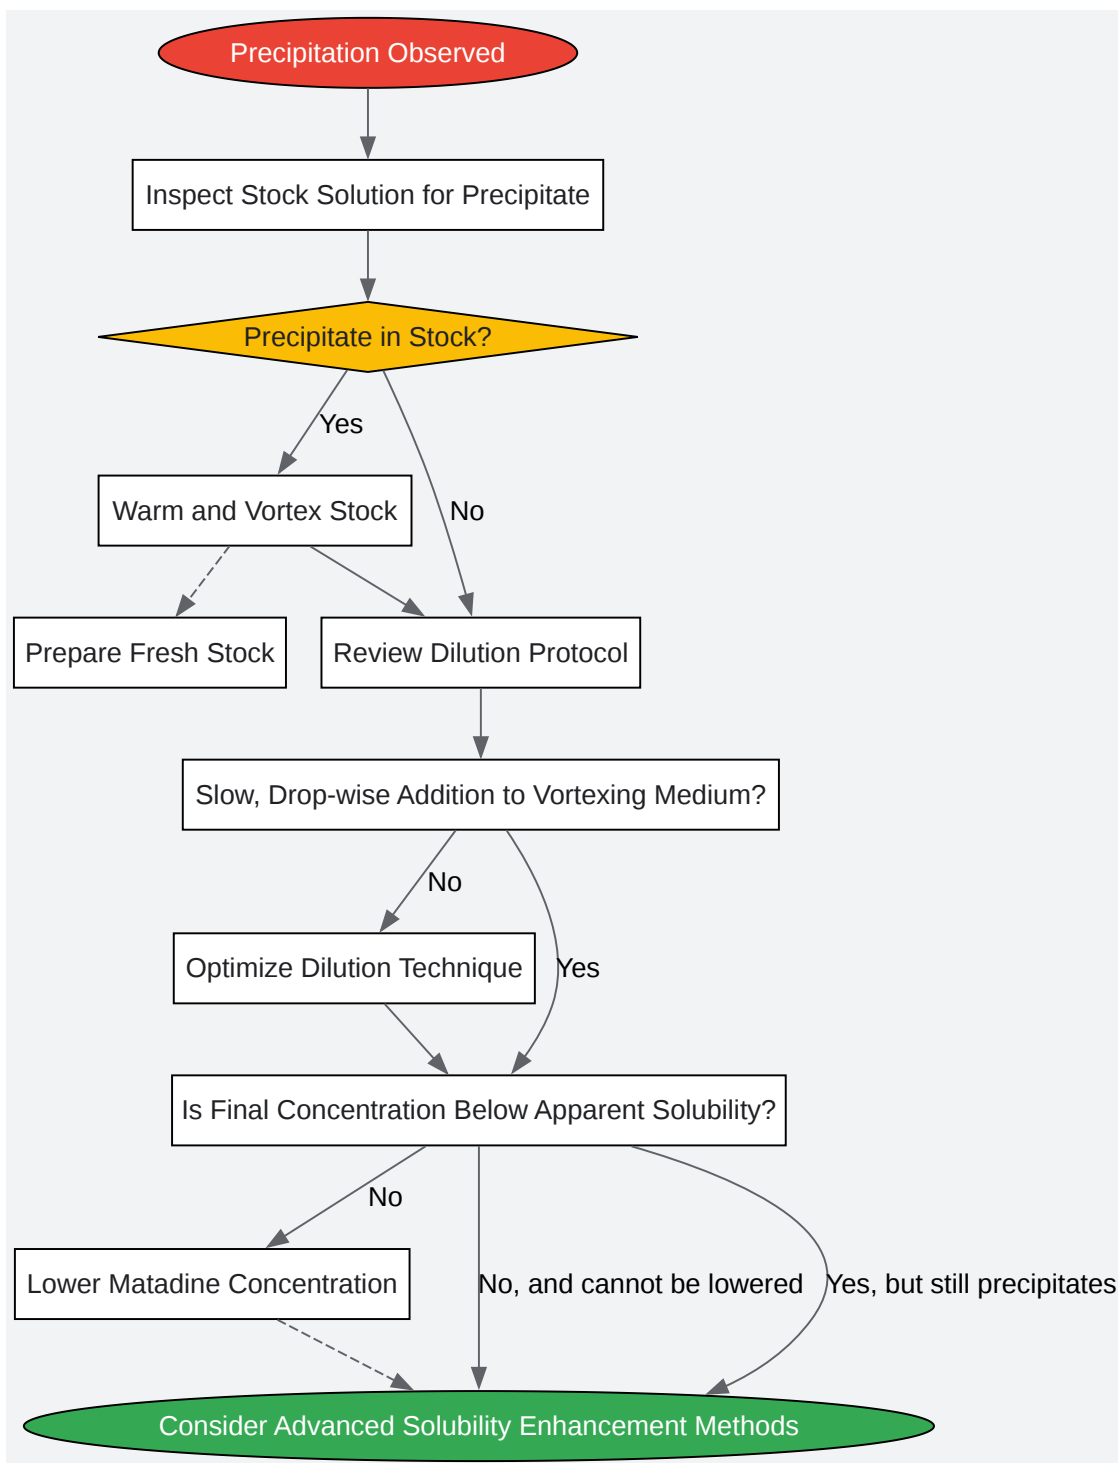 Precipitation Observed
Inspect Stock Solution for Precipitate
Precipitate in Stock?
Yes
Warm and Vortex Stock
No
Prepare Fresh Stock
Review Dilution Protocol
Slow, Drop-wise Addition to Vortexing Medium?
No
Optimize Dilution Technique
Yes
Is Final Concentration Below Apparent Solubility?
No
Lower Matadine Concentration
No, and cannot be lowered
Yes, but still precipitates
Consider Advanced Solubility Enhancement Methods